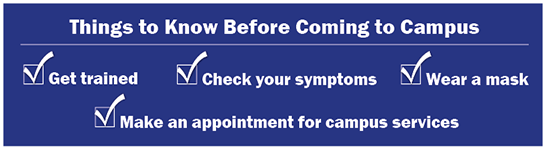 Things to Know Before Coming to Campus
Get trained Check your symptoms Wear a mask
Make an appointment for campus services